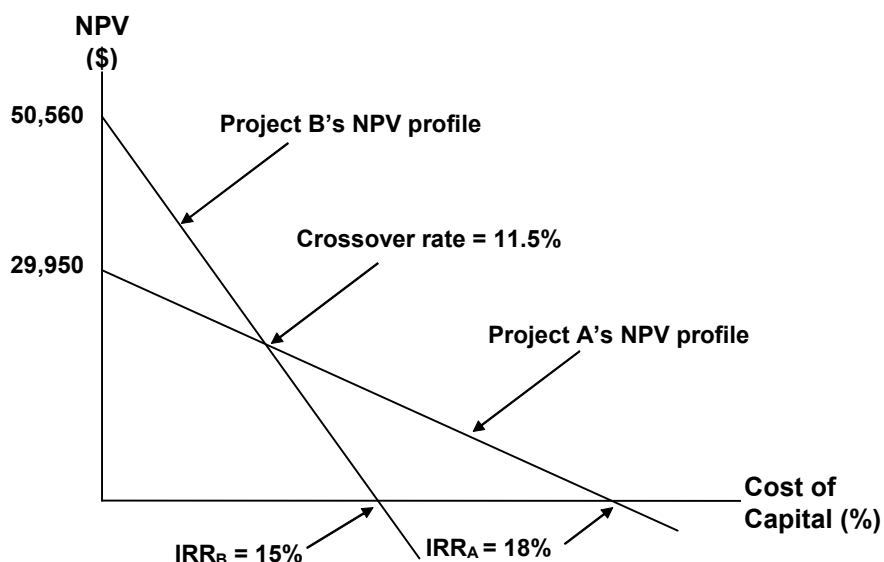 NPV
($)
50,560
Project B's NPV profile
Crossover rate = 11.5%
29,950
Project A's NPV profile
Cost of
Capital (%)
IRRB = 15%
IRRA = 18%